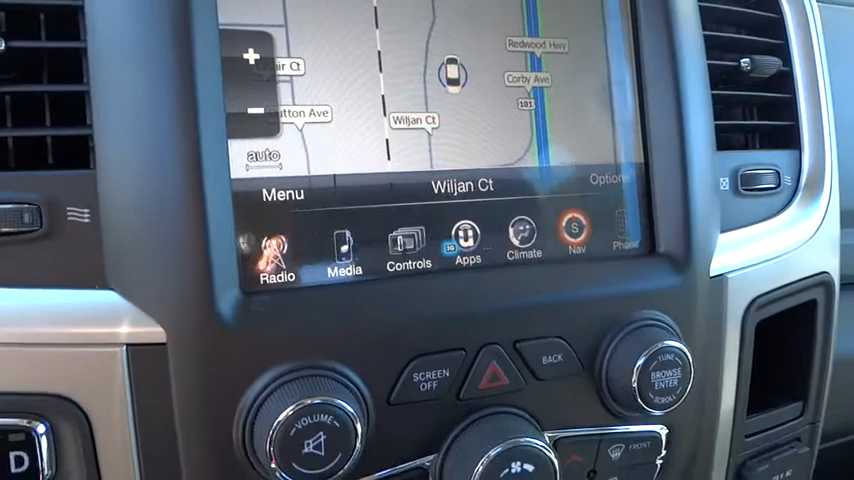 Redwood Hwy
Corby Ave
101
Wiljan Ct
auto
Menu
Wiljan Ct
Radio
Media
Controls
3G
Apps
Climate
S
Nav
Phone
SCREEN
OFF
BACK
TUNE
BROWSE
ENTER
SCROLL
VOLUME
FRONT
D